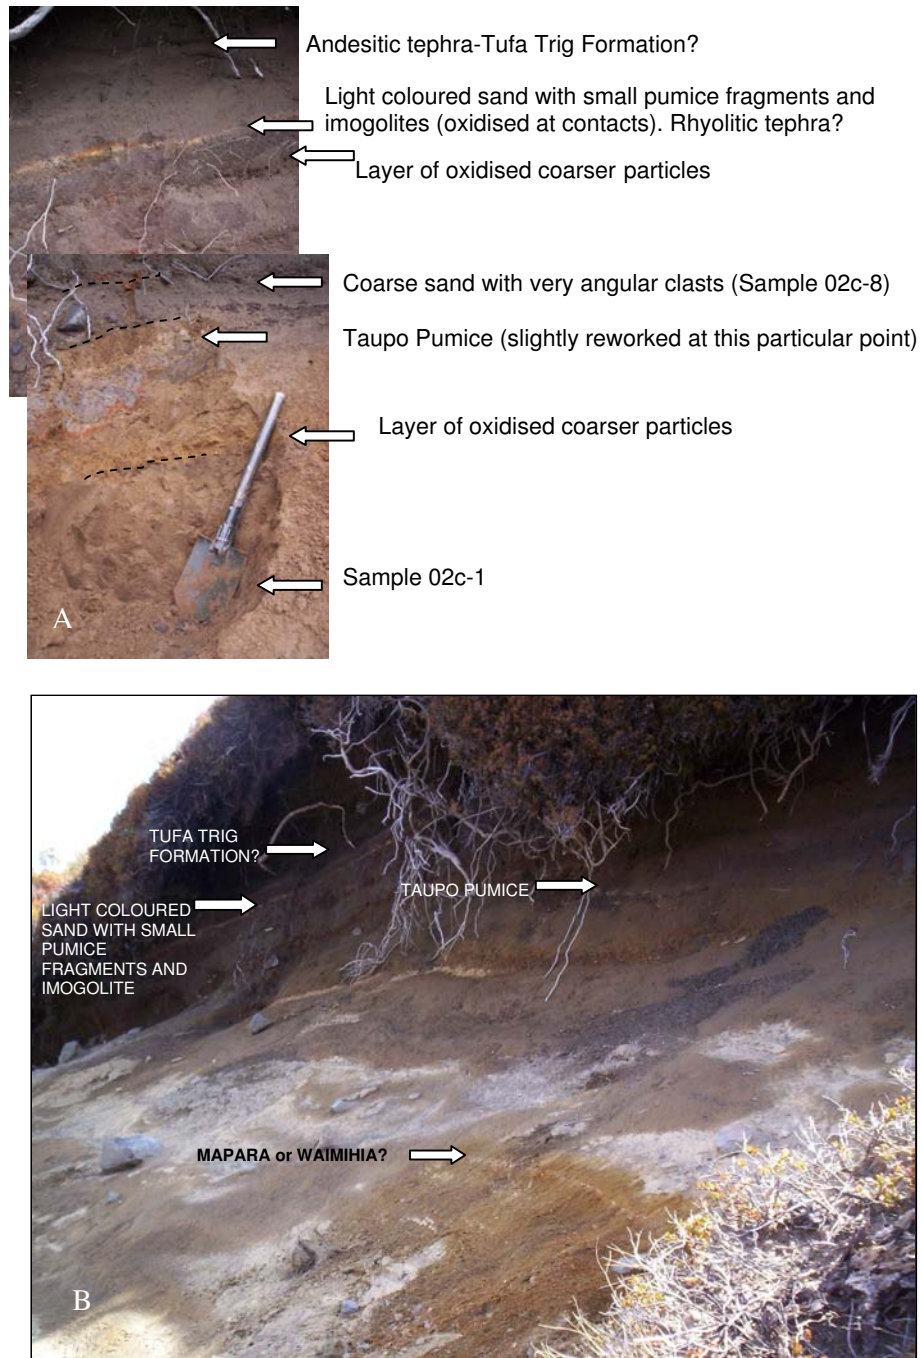 Andesitic tephra-Tufa Trig Formation?
Light coloured sand with small pumice fragments and
imogolites (oxidised at contacts). Rhyolitic tephra?
Layer of oxidised coarser particles
Coarse sand with very angular clasts (Sample 02c-8)
Taupo Pumice (slightly reworked at this particular point)
Layer of oxidised coarser particles
Sample 02c-1
A
TUFA TRIG
FORMATION?
TAUPO PUMICE
LIGHT COLOURED
SAND WITH SMALL
PUMICE
FRAGMENTS AND
IMOGOLITE
MAPARA or WAIMIHIA?
B